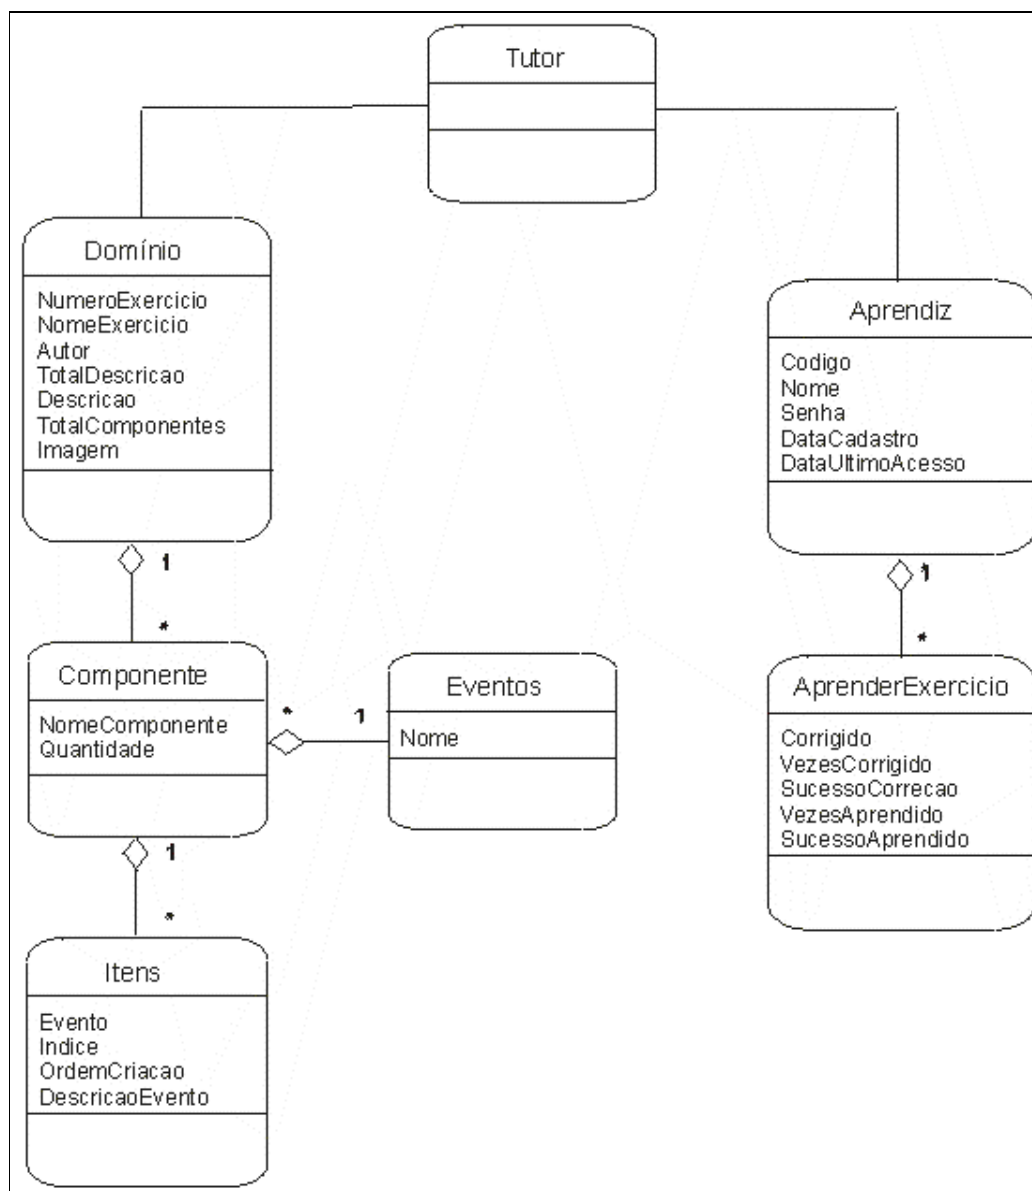 Tutor
Domínio
NumeroExercicio
NomeExercicio
Autor
TotalDescricao
Descricao
TotalComponentes
Imagem
Aprendiz
Codigo
Nome
Senha
DataCadastro
DataUltimoAcesso
1
*
1
*
Componente
NomeComponente
Quantidade
*
1
Eventos
Nome
AprenderExercicio
Corrigido
VezesCorrigido
SucessoCorrecao
VezesAprendido
SucessoAprendido
1
*
Itens
Evento
Indice
OrdemCriacao
DescricaoEvento